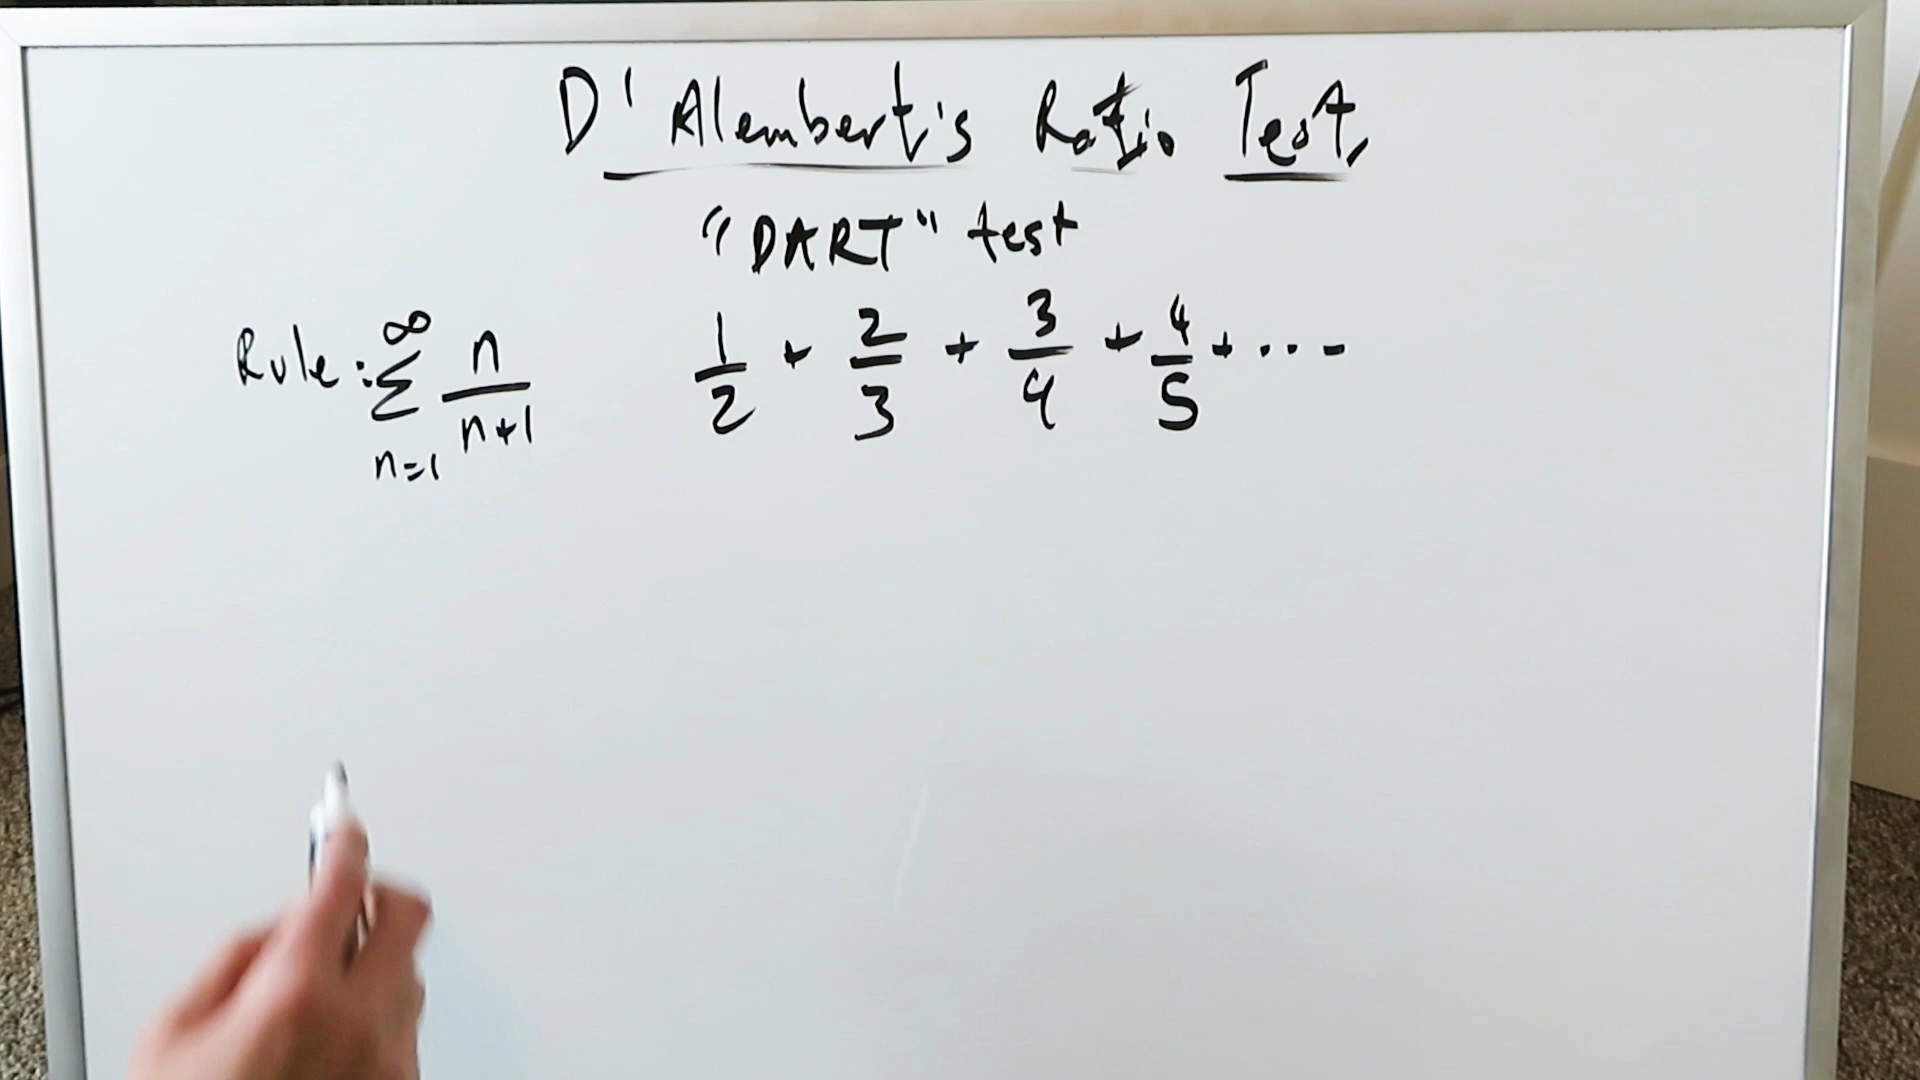 D'Alembert's Ratio Test,
"DART" test
Rule: ∞ Σ n=1 n/(n+1) 1/2 + 2/3 + 3/4 + 4/5 + ...